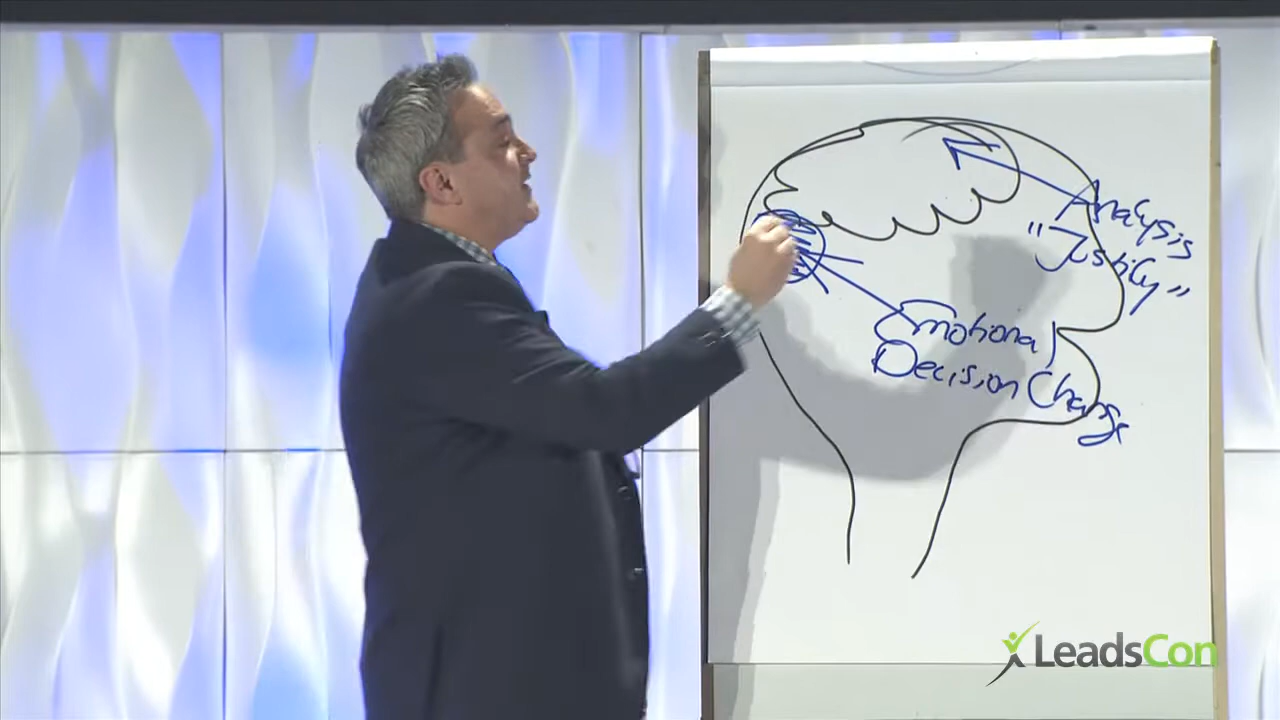 Analysis
"Justify"
Emotional
Decision Change
LeadsCon